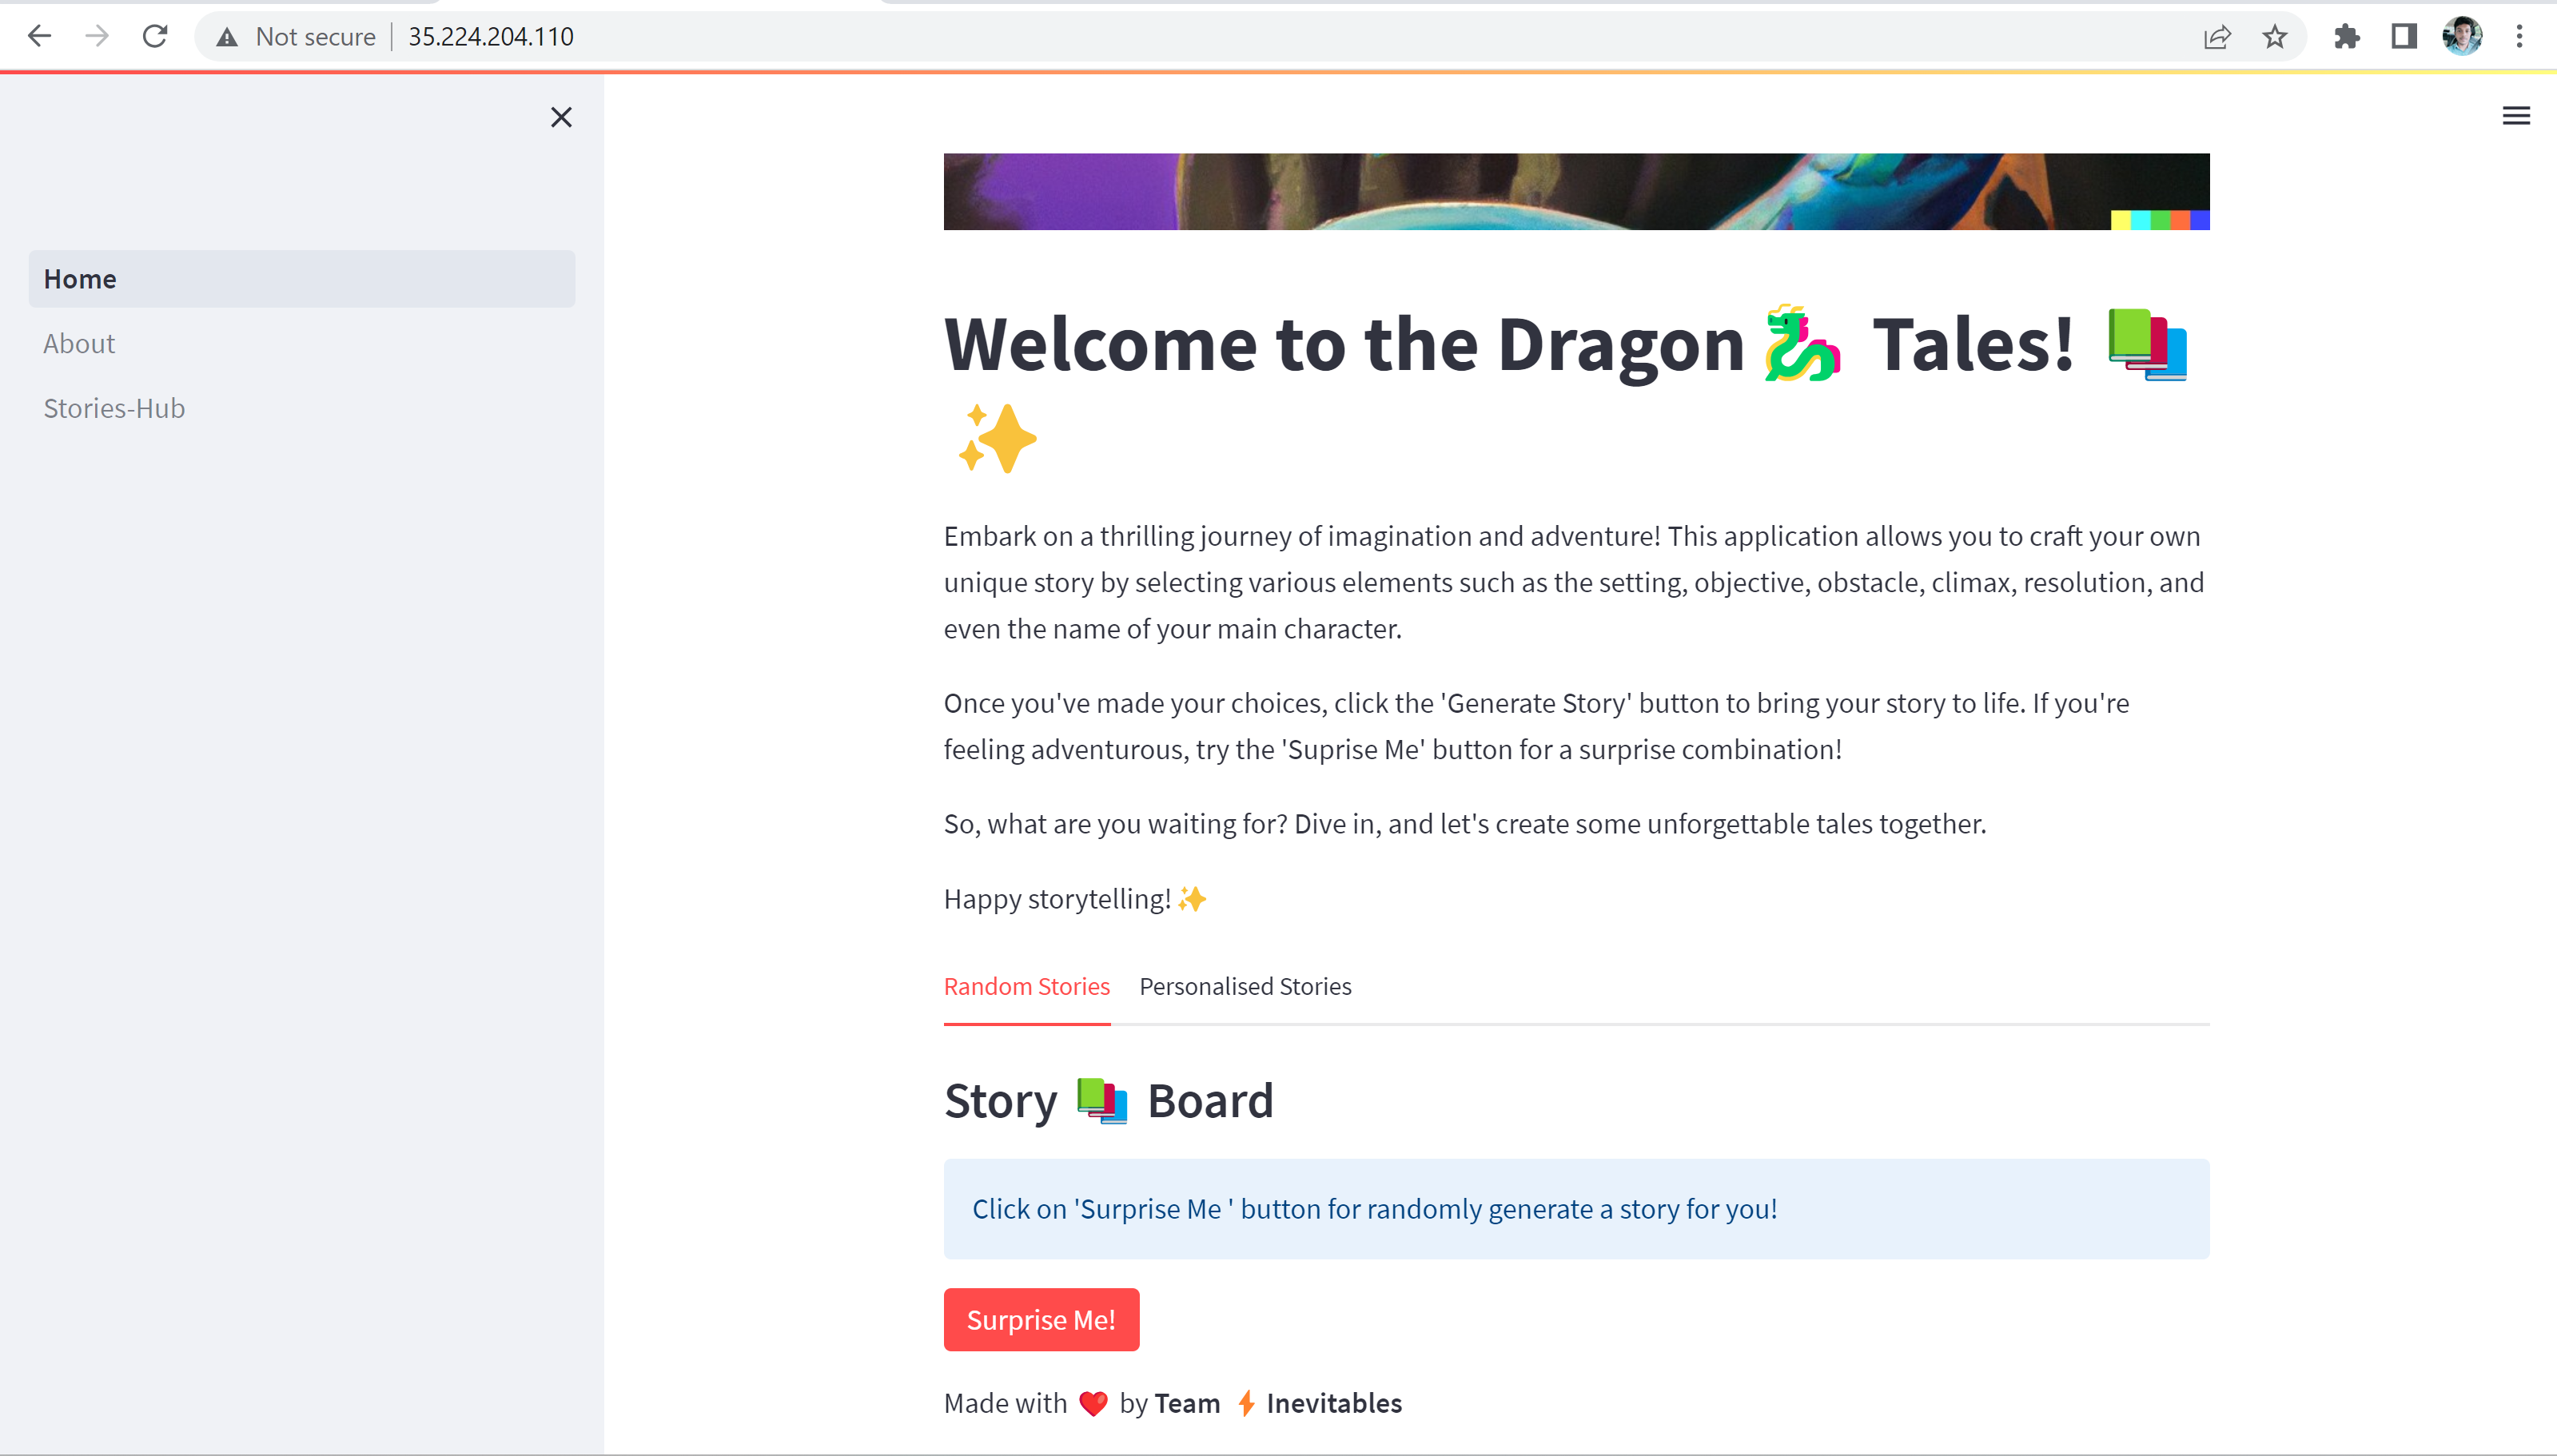 Not secure 35.224.204.110
Home
About
Stories-Hub
Welcome to the Dragon 🐉 Tales! 📚
✨
Embark on a thrilling journey of imagination and adventure! This application allows you to craft your own
unique story by selecting various elements such as the setting, objective, obstacle, climax, resolution, and
even the name of your main character.
Once you've made your choices, click the 'Generate Story' button to bring your story to life. If you're
feeling adventurous, try the 'Suprise Me' button for a surprise combination!
So, what are you waiting for? Dive in, and let's create some unforgettable tales together.
Happy storytelling! ✨
Random Stories Personalised Stories
Story 📚 Board
Click on 'Surprise Me ' button for randomly generate a story for you!
Surprise Me!
Made with ❤️ by Team ⚡ Inevitables